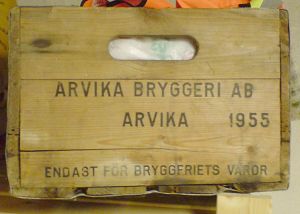 ARVIKA BRYGGERI AB
ARVIKA 1955
ENDAST FÖR BRYGGERIETS VAROR